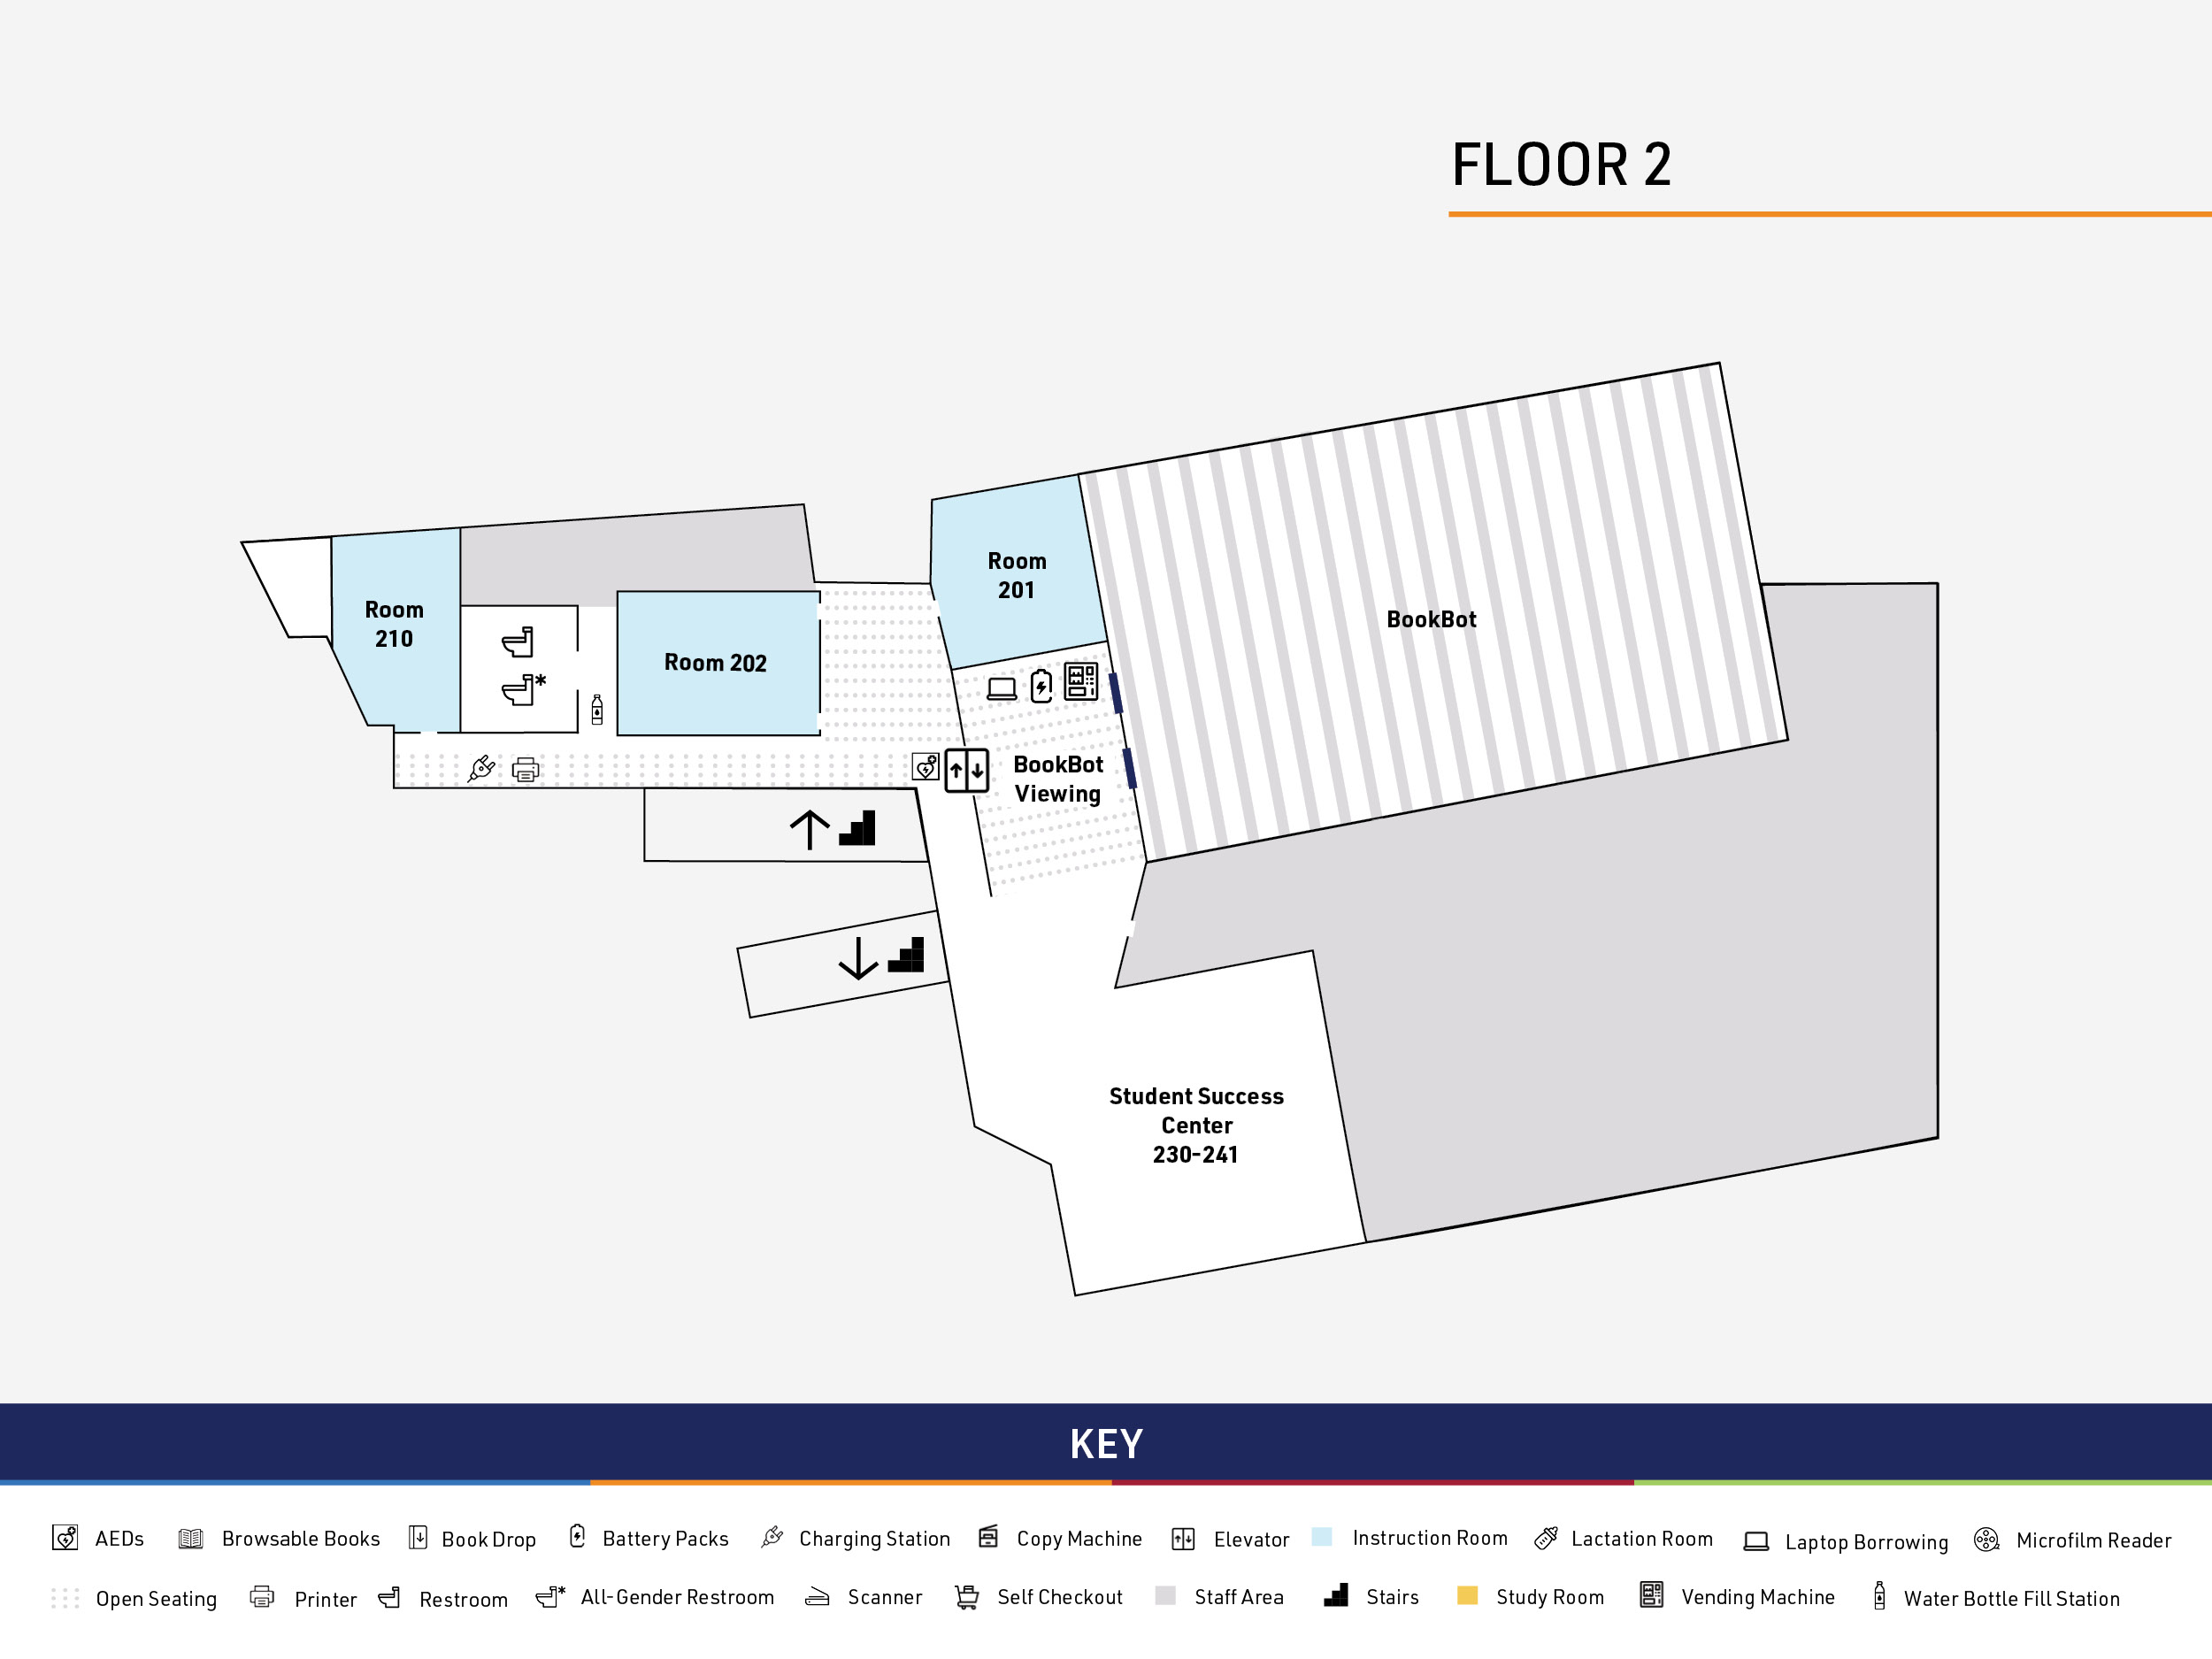 FLOOR 2
Room
201
Room
210
BookBot
Room 202
BookBot
Viewing
*
Student Success
Center
230-241
KEY
AEDs
Browsable Books
Book Drop
Battery Packs
Charging Station
Copy Machine
Elevator
Instruction Room
Lactation Room
Laptop Borrowing
Microfilm Reader
Open Seating
Printer
Restroom
*
All-Gender Restroom
Scanner
Self Checkout
Staff Area
Stairs
Study Room
Vending Machine
Water Bottle Fill Station